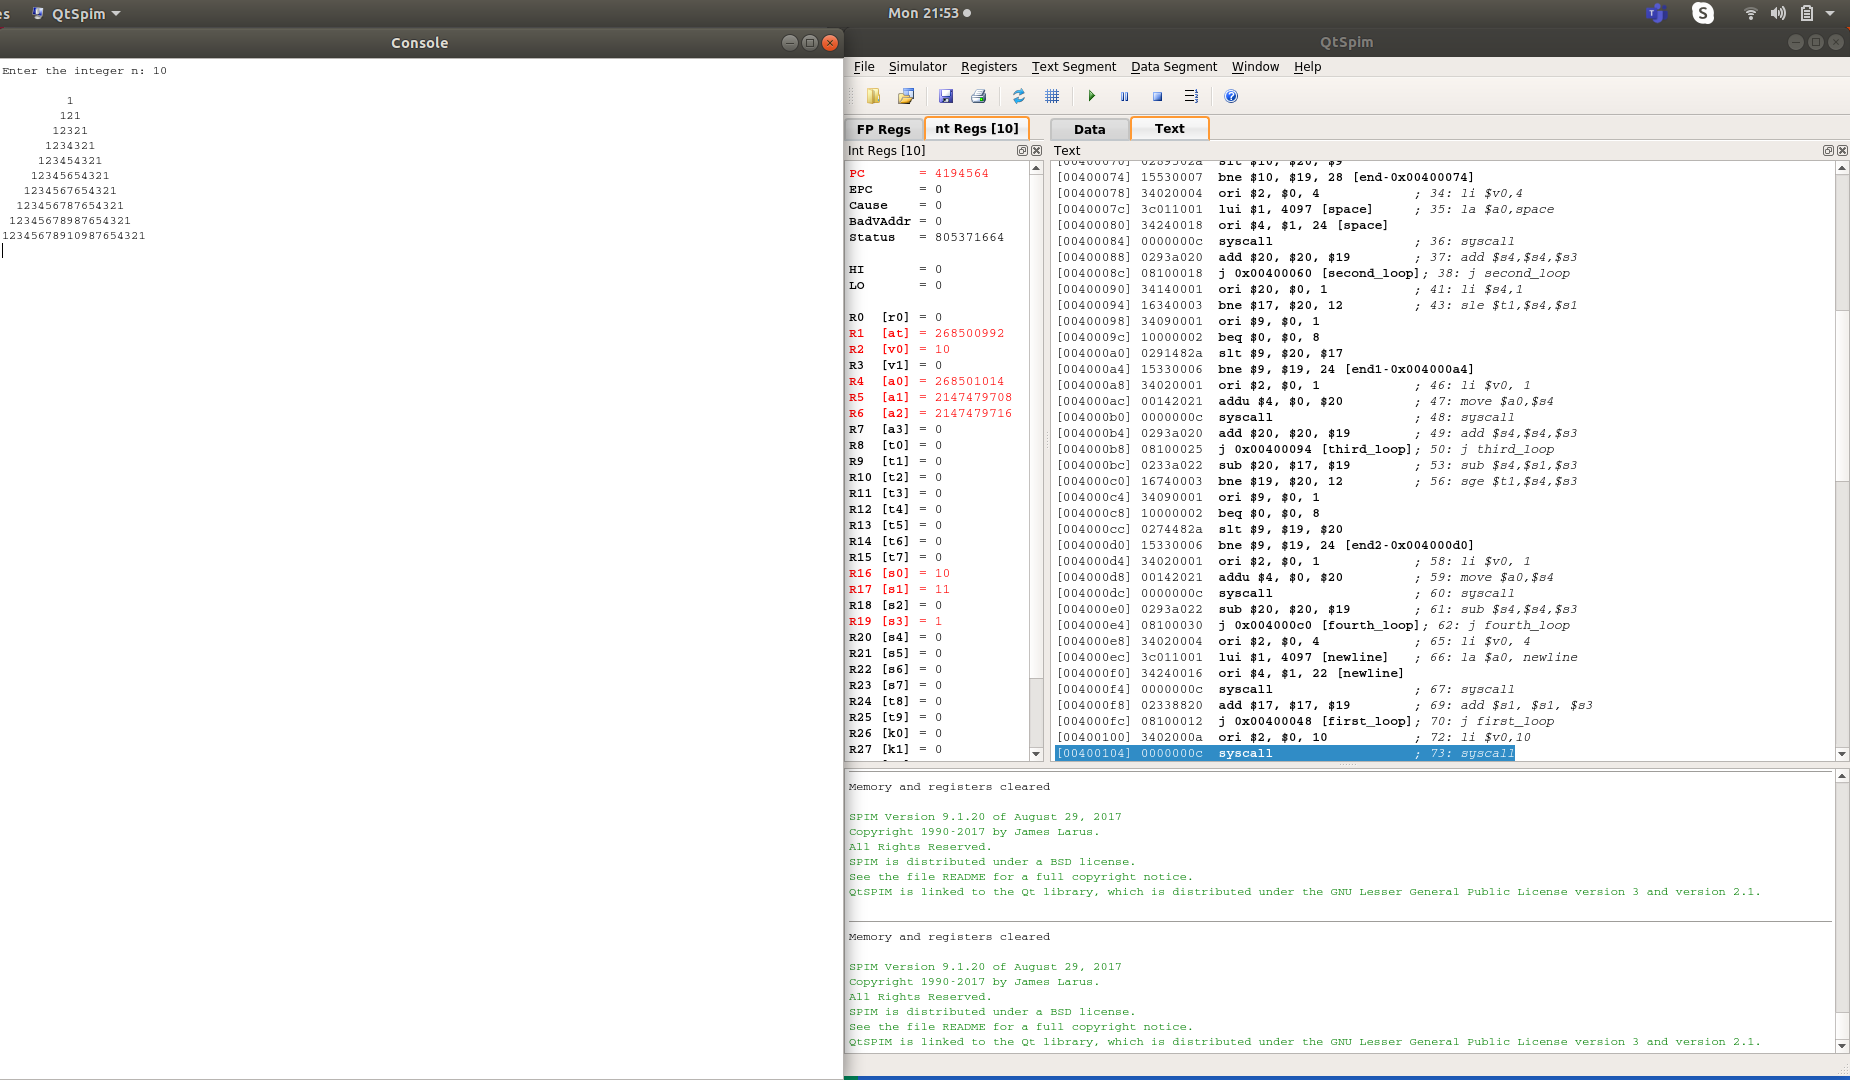 es QtSpim Mon 21:53
Console
Enter the integer n: 10
1
121
12321
1234321
123454321
12345654321
1234567654321
123456787654321
12345678987654321
12345678910987654321
QtSpim
File Simulator Registers Text Segment Data Segment Window Help
FP Regs nt Regs [10]
Int Regs [10]
PC = 4194564
EPC = 0
Cause = 0
BadVAddr = 0
Status = 805371664
HI = 0
LO = 0
R0 [r0] = 0
R1 [at] = 268500992
R2 [v0] = 10
R3 [v1] = 0
R4 [a0] = 268501014
R5 [a1] = 2147479708
R6 [a2] = 2147479716
R7 [a3] = 0
R8 [t0] = 0
R9 [t1] = 0
R10 [t2] = 0
R11 [t3] = 0
R12 [t4] = 0
R13 [t5] = 0
R14 [t6] = 0
R15 [t7] = 0
R16 [s0] = 10
R17 [s1] = 11
R18 [s2] = 0
R19 [s3] = 1
R20 [s4] = 0
R21 [s5] = 0
R22 [s6] = 0
R23 [s7] = 0
R24 [t8] = 0
R25 [t9] = 0
R26 [k0] = 0
R27 [k1] = 0
Data Text
Text
[00400070] 0289502a slt $10, $20, $9
[00400074] 15530007 bne $10, $19, 28 [end-0x00400074]
[00400078] 34020004 ori $2, $0, 4 ; 34: li $v0,4
[0040007c] 3c011001 lui $1, 4097 [space] ; 35: la $a0,space
[00400080] 34240018 ori $4, $1, 24 [space]
[00400084] 0000000c syscall ; 36: syscall
[00400088] 0293a020 add $20, $20, $19 ; 37: add $s4,$s4,$s3
[0040008c] 08100018 j 0x00400060 [second_loop]; 38: j second_loop
[00400090] 34140001 ori $20, $0, 1 ; 41: li $s4,1
[00400094] 16340003 bne $17, $20, 12 ; 43: sle $t1,$s4,$s1
[00400098] 34090001 ori $9, $0, 1
[0040009c] 10000002 beq $0, $0, 8
[004000a0] 0291482a slt $9, $20, $17
[004000a4] 15330006 bne $9, $19, 24 [end1-0x004000a4]
[004000a8] 34020001 ori $2, $0, 1 ; 46: li $v0, 1
[004000ac] 00142021 addu $4, $0, $20 ; 47: move $a0,$s4
[004000b0] 0000000c syscall ; 48: syscall
[004000b4] 0293a020 add $20, $20, $19 ; 49: add $s4,$s4,$s3
[004000b8] 08100025 j 0x00400094 [third_loop]; 50: j third_loop
[004000bc] 0233a022 sub $20, $17, $19 ; 53: sub $s4,$s1,$s3
[004000c0] 16740003 bne $19, $20, 12 ; 56: sge $t1,$s4,$s3
[004000c4] 34090001 ori $9, $0, 1
[004000c8] 10000002 beq $0, $0, 8
[004000cc] 0274482a slt $9, $19, $20
[004000d0] 15330006 bne $9, $19, 24 [end2-0x004000d0]
[004000d4] 34020001 ori $2, $0, 1 ; 58: li $v0, 1
[004000d8] 00142021 addu $4, $0, $20 ; 59: move $a0,$s4
[004000dc] 0000000c syscall ; 60: syscall
[004000e0] 0293a022 sub $20, $20, $19 ; 61: sub $s4,$s4,$s3
[004000e4] 08100030 j 0x004000c0 [fourth_loop]; 62: j fourth_loop
[004000e8] 34020004 ori $2, $0, 4 ; 65: li $v0, 4
[004000ec] 3c011001 lui $1, 4097 [newline] ; 66: la $a0, newline
[004000f0] 34240016 ori $4, $1, 22 [newline]
[004000f4] 0000000c syscall ; 67: syscall
[004000f8] 02338820 add $17, $17, $19 ; 69: add $s1, $s1, $s3
[004000fc] 08100012 j 0x00400048 [first_loop]; 70: j first_loop
[00400100] 3402000a ori $2, $0, 10 ; 72: li $v0,10
[00400104] 0000000c syscall ; 73: syscall
Memory and registers cleared
SPIM Version 9.1.20 of August 29, 2017
Copyright 1990-2017 by James Larus.
All Rights Reserved.
SPIM is distributed under a BSD license.
See the file README for a full copyright notice.
QtSPIM is linked to the Qt library, which is distributed under the GNU Lesser General Public License version 3 and version 2.1.
Memory and registers cleared
SPIM Version 9.1.20 of August 29, 2017
Copyright 1990-2017 by James Larus.
All Rights Reserved.
SPIM is distributed under a BSD license.
See the file README for a full copyright notice.
QtSPIM is linked to the Qt library, which is distributed under the GNU Lesser General Public License version 3 and version 2.1.